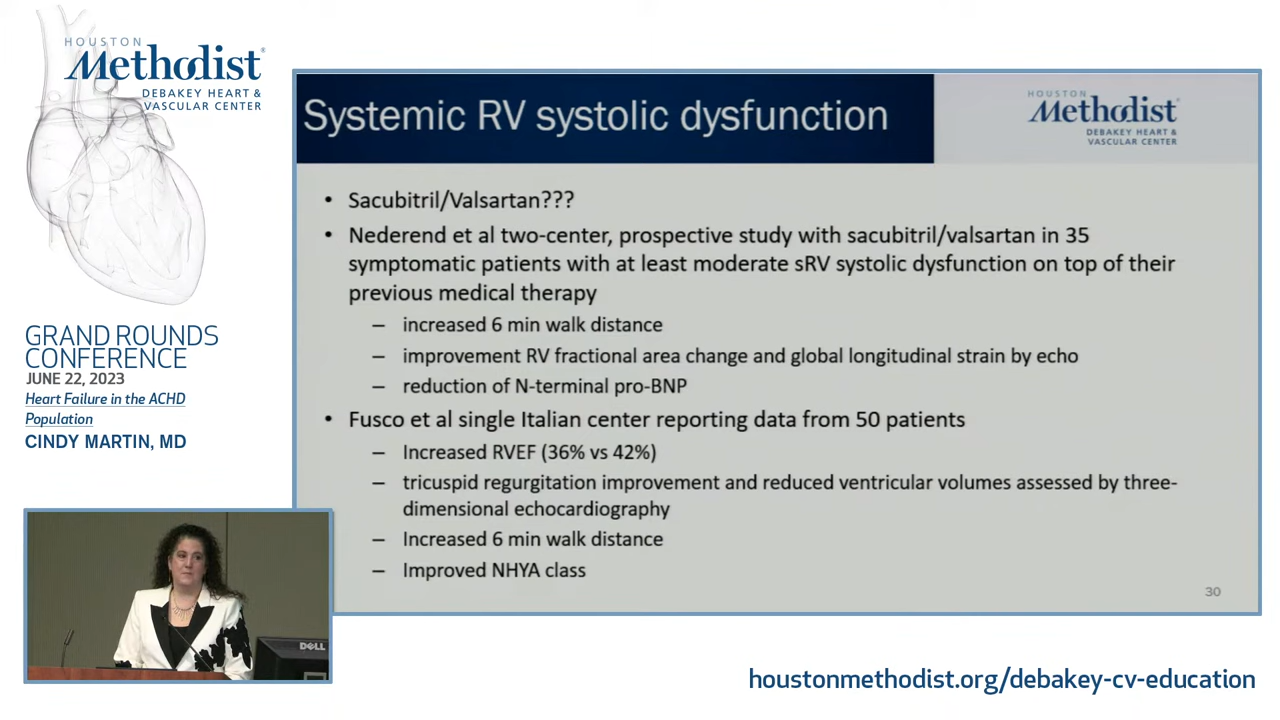 HOUSTON
Methodist®
DEBAKEY HEART &
VASCULAR CENTER
GRAND ROUNDS
CONFERENCE
JUNE 22, 2023
Heart Failure in the ACHD
Population
CINDY MARTIN, MD
Systemic RV systolic dysfunction
HOUSTON
Methodist
DEBAKEY HEART &
VASCULAR CENTER
• Sacubitril/Valsartan???
• Nederend et al two-center, prospective study with sacubitril/valsartan in 35
symptomatic patients with at least moderate sRV systolic dysfunction on top of their
previous medical therapy
– increased 6 min walk distance
– improvement RV fractional area change and global longitudinal strain by echo
– reduction of N-terminal pro-BNP
• Fusco et al single Italian center reporting data from 50 patients
– Increased RVEF (36% vs 42%)
– tricuspid regurgitation improvement and reduced ventricular volumes assessed by three-
dimensional echocardiography
– Increased 6 min walk distance
– Improved NHYA class
30
DELL
houstonmethodist.org/debakey-cv-education